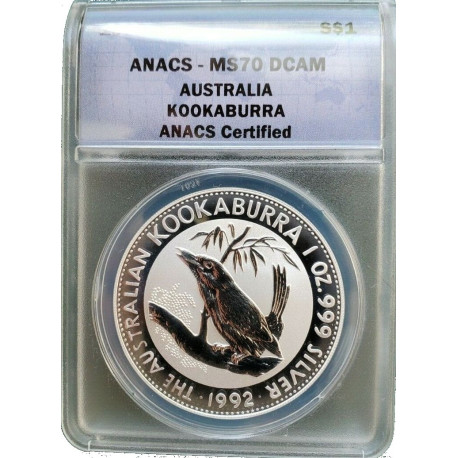 S$1
ANACS - MS70 DCAM
AUSTRALIA
KOOKABURRA
ANACS Certified
THE AUSTRALIAN KOOKABURRA 1 OZ. 999 SILVER
· 1992 ·